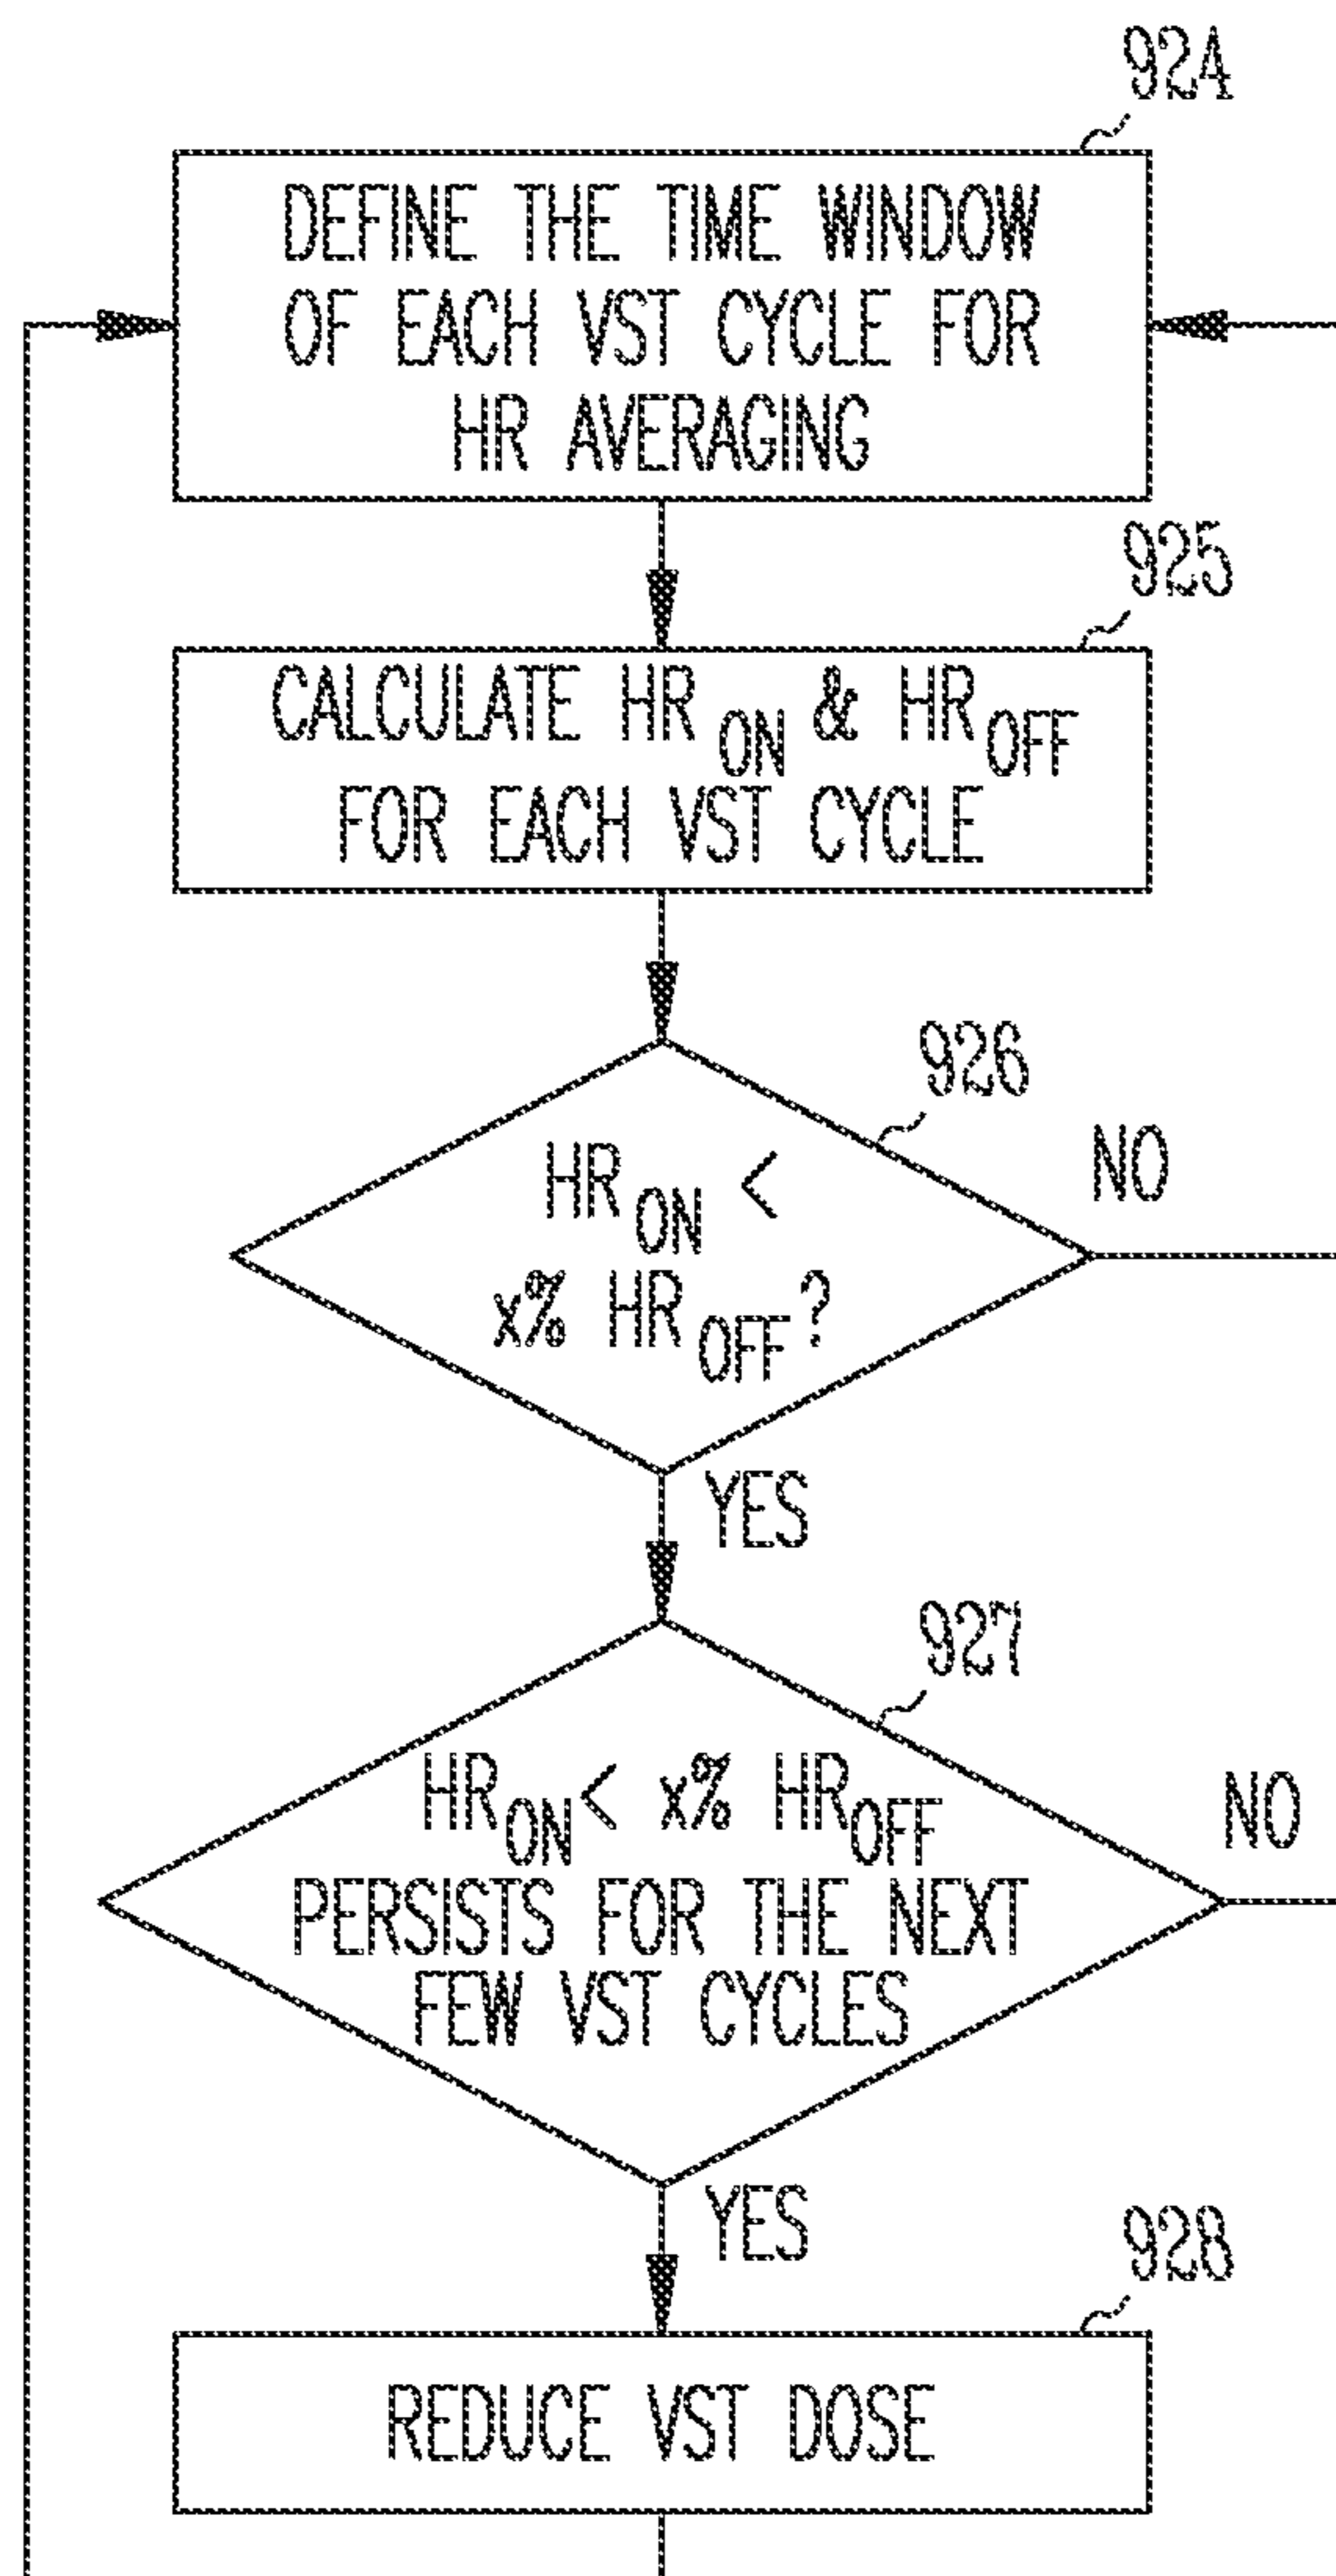 924
DEFINE THE TIME WINDOW
OF EACH VST CYCLE FOR
HR AVERAGING
925
CALCULATE HR ON & HR OFF
FOR EACH VST CYCLE
926
HR ON <
x% HR OFF?
NO
YES
927
HR ON < x% HR OFF
PERSISTS FOR THE NEXT
FEW VST CYCLES
NO
YES
928
REDUCE VST DOSE